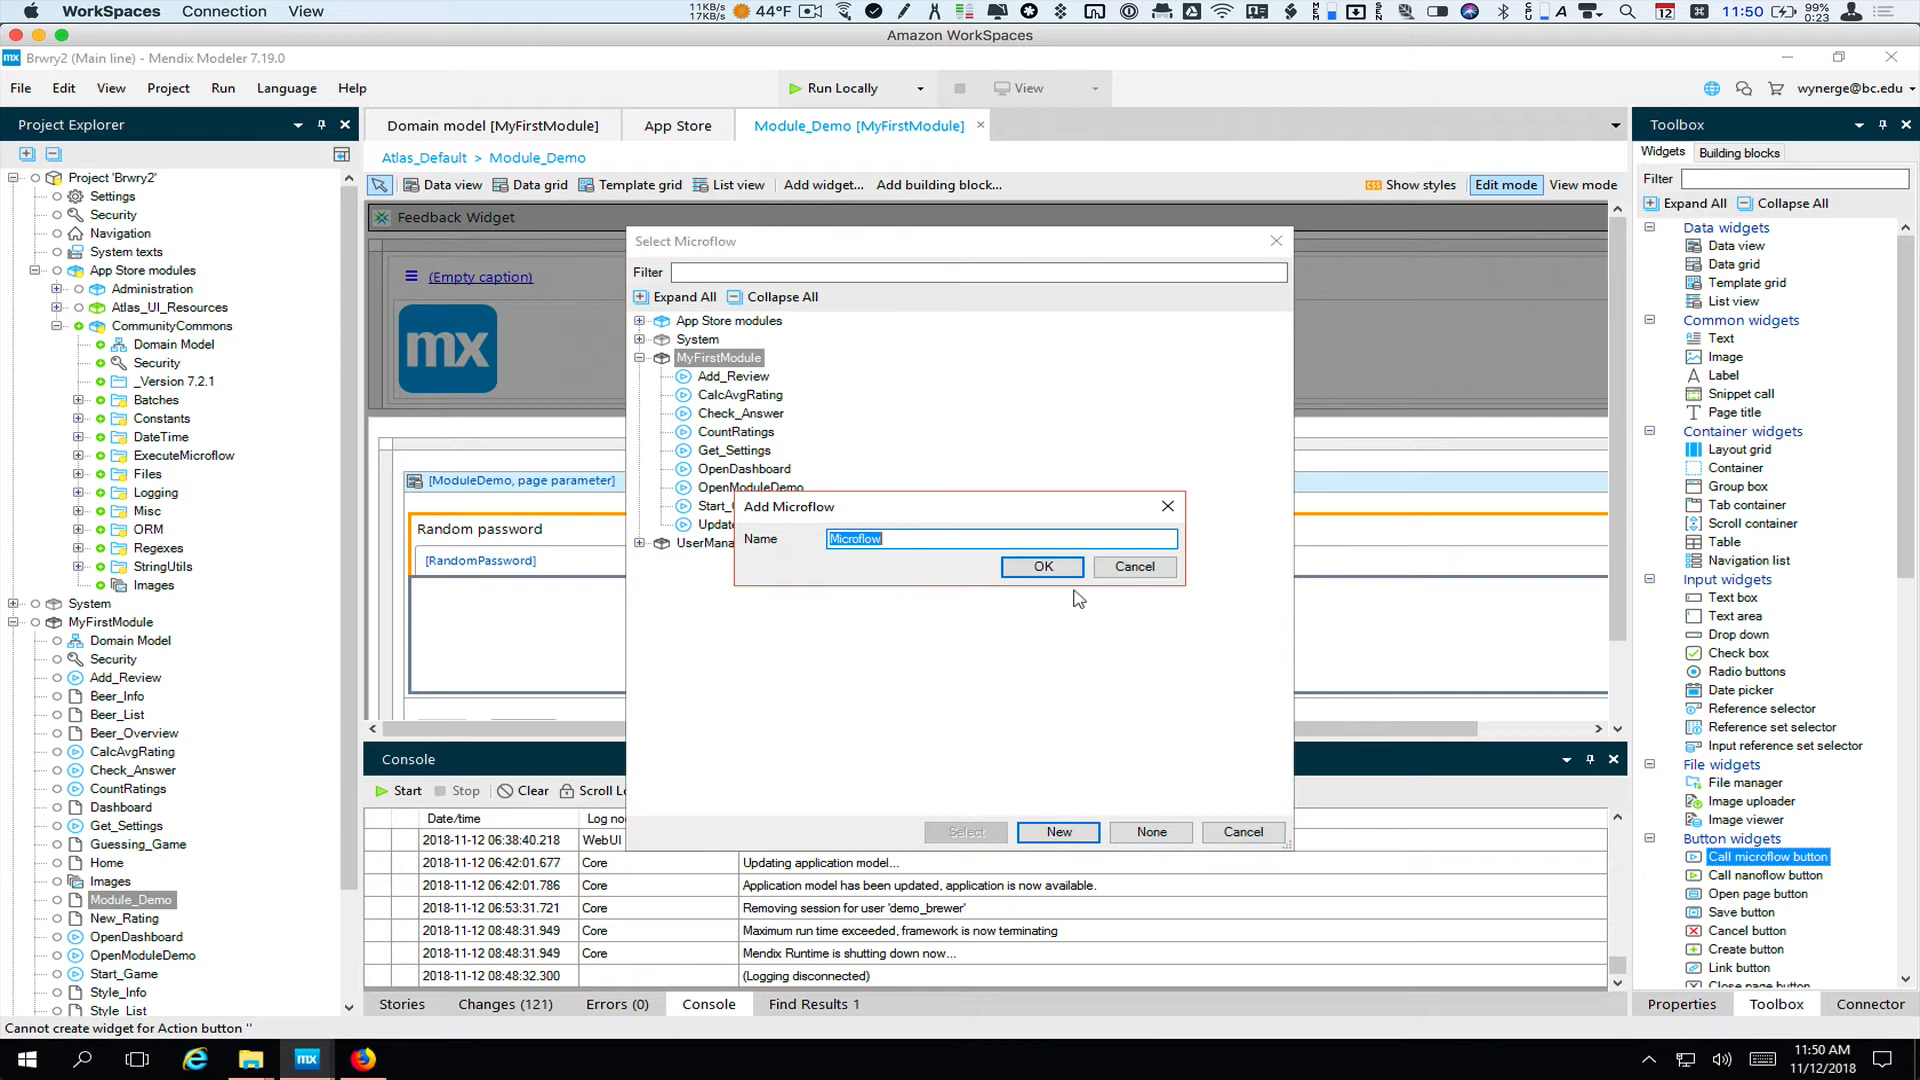 WorkSpaces Connection View
11KB/s
17KB/s
44°F
11:50
99%
0:23
Amazon WorkSpaces
mx Brwry2 (Main line) - Mendix Modeler 7.19.0
File Edit View Project Run Language Help
Run Locally
View
wynerge@bc.edu
Project Explorer
Domain model [MyFirstModule]
App Store
Module_Demo [MyFirstModule]
Toolbox
Atlas_Default > Module_Demo
Widgets Building blocks
Data view Data grid Template grid List view Add widget... Add building block...
Show styles Edit mode View mode
Filter
Expand All Collapse All
Project 'Brwry2'
Settings
Security
Navigation
System texts
App Store modules
Administration
Atlas_UI_Resources
CommunityCommons
Domain Model
Security
_Version 7.2.1
Batches
Constants
DateTime
ExecuteMicroflow
Files
Logging
Misc
ORM
Regexes
StringUtils
Images
System
MyFirstModule
Domain Model
Security
Add_Review
Beer_Info
Beer_List
Beer_Overview
CalcAvgRating
Check_Answer
CountRatings
Dashboard
Get_Settings
Guessing_Game
Home
Images
Module_Demo
New_Rating
OpenDashboard
OpenModuleDemo
Start_Game
Style_Info
Style_List
Feedback Widget
(Empty caption)
mx
[ModuleDemo, page parameter]
Random password
[RandomPassword]
Select Microflow
Filter
Expand All Collapse All
App Store modules
System
MyFirstModule
Add_Review
CalcAvgRating
Check_Answer
CountRatings
Get_Settings
OpenDashboard
OpenModuleDemo
Start_
Update
UserMana
Add Microflow
Name Microflow
OK Cancel
Select New None Cancel
Console
Start Stop Clear Scroll Lo
Date/time Log no
2018-11-12 06:38:40.218 WebUI
2018-11-12 06:42:01.677 Core Updating application model...
2018-11-12 06:42:01.786 Core Application model has been updated, application is now available.
2018-11-12 06:53:31.721 Core Removing session for user 'demo_brewer'
2018-11-12 08:48:31.949 Core Maximum run time exceeded, framework is now terminating
2018-11-12 08:48:31.949 Core Mendix Runtime is shutting down now...
2018-11-12 08:48:32.300 (Logging disconnected)
Stories Changes (121) Errors (0) Console Find Results 1
Data widgets
Data view
Data grid
Template grid
List view
Common widgets
Text
Image
Label
Snippet call
Page title
Container widgets
Layout grid
Container
Group box
Tab container
Scroll container
Table
Navigation list
Input widgets
Text box
Text area
Drop down
Check box
Radio buttons
Date picker
Reference selector
Reference set selector
Input reference set selector
File widgets
File manager
Image uploader
Image viewer
Button widgets
Call microflow button
Call nanoflow button
Open page button
Save button
Cancel button
Create button
Link button
Close page button
Properties Toolbox Connector
Cannot create widget for Action button ''
mx
11:50 AM
11/12/2018